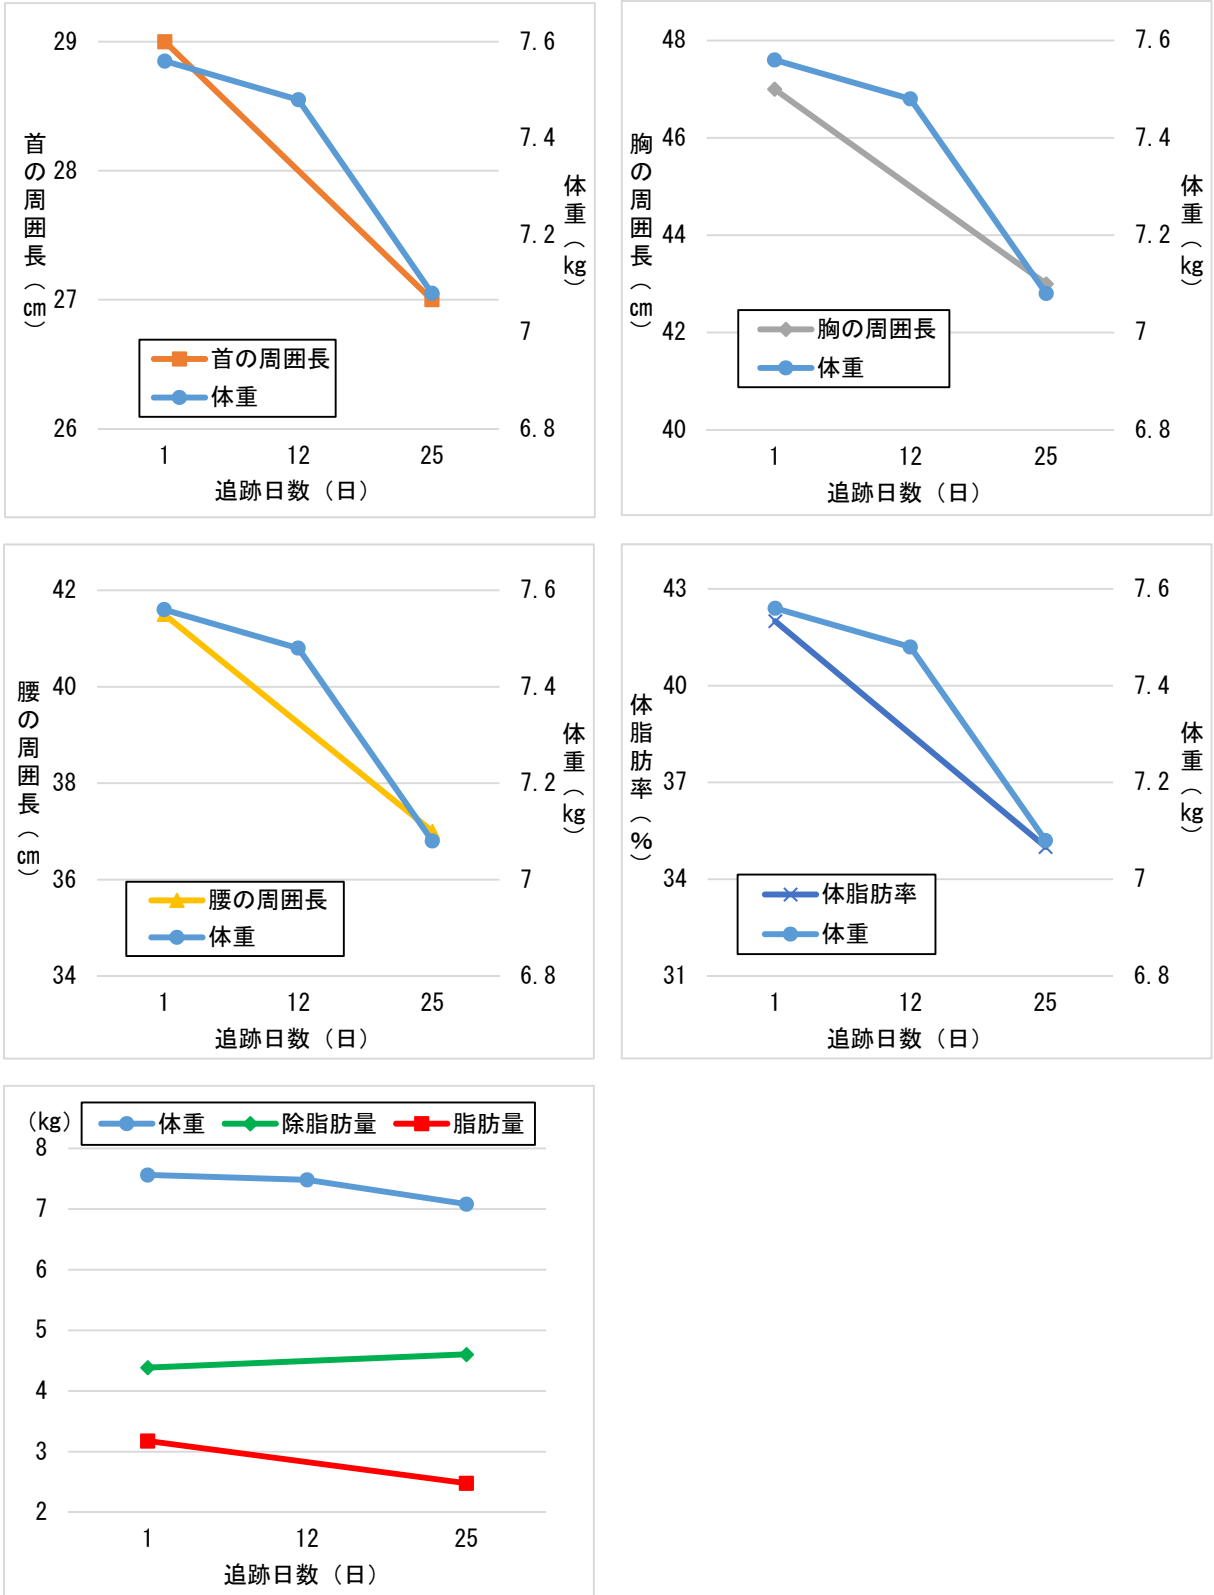 29
28
27
26
首の周囲長（cm）
7.6
7.4
7.2
7
6.8
体重（kg）
首の周囲長
体重
1 12 25
追跡日数（日）
48
46
44
42
40
胸の周囲長（cm）
7.6
7.4
7.2
7
6.8
体重（kg）
胸の周囲長
体重
1 12 25
追跡日数（日）
42
40
38
36
34
腰の周囲長（cm）
7.6
7.4
7.2
7
6.8
体重（kg）
腰の周囲長
体重
1 12 25
追跡日数（日）
43
40
37
34
31
体脂肪率（%）
7.6
7.4
7.2
7
6.8
体重（kg）
体脂肪率
体重
1 12 25
追跡日数（日）
（kg）
体重 除脂肪量 脂肪量
8
7
6
5
4
3
2
1 12 25
追跡日数（日）